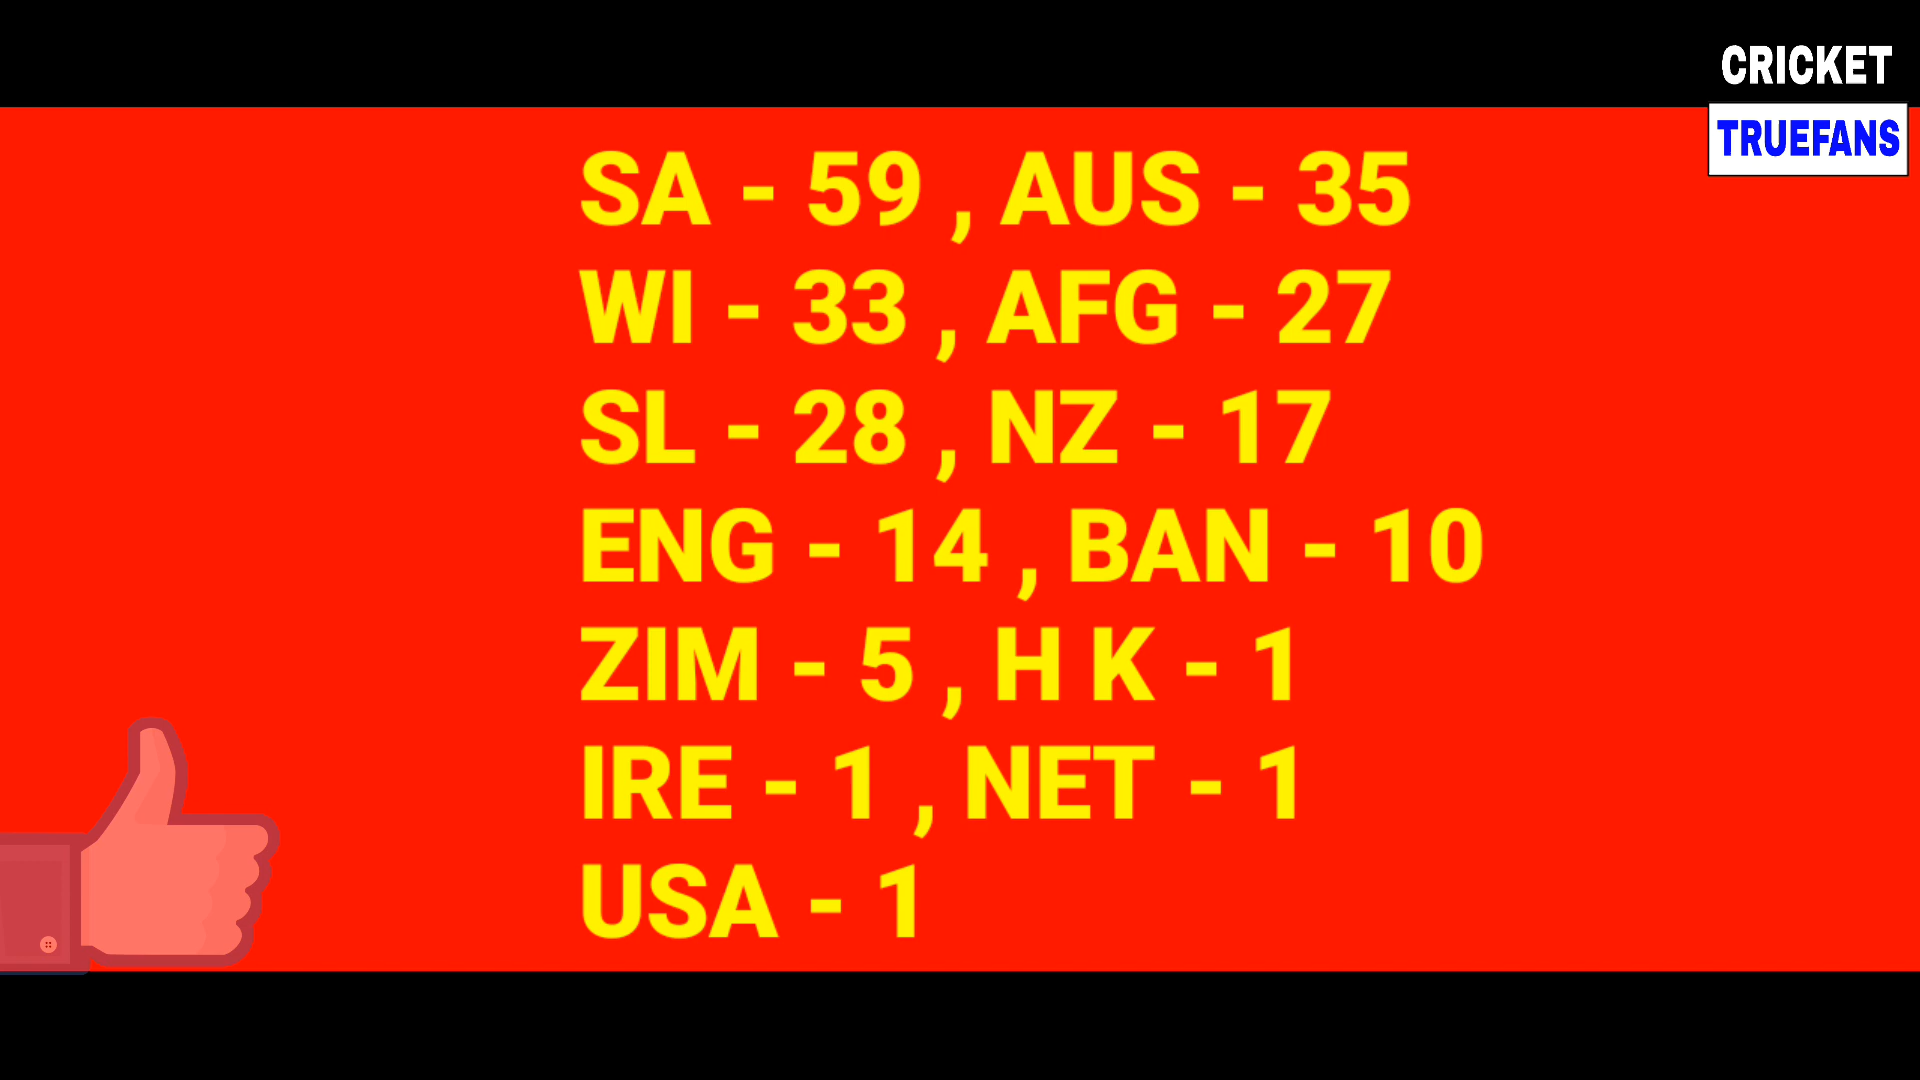 CRICKET
TRUEFANS
SA - 59 , AUS - 35
WI - 33 , AFG - 27
SL - 28 , NZ - 17
ENG - 14 , BAN - 10
ZIM - 5 , H K - 1
IRE - 1 , NET - 1
USA - 1